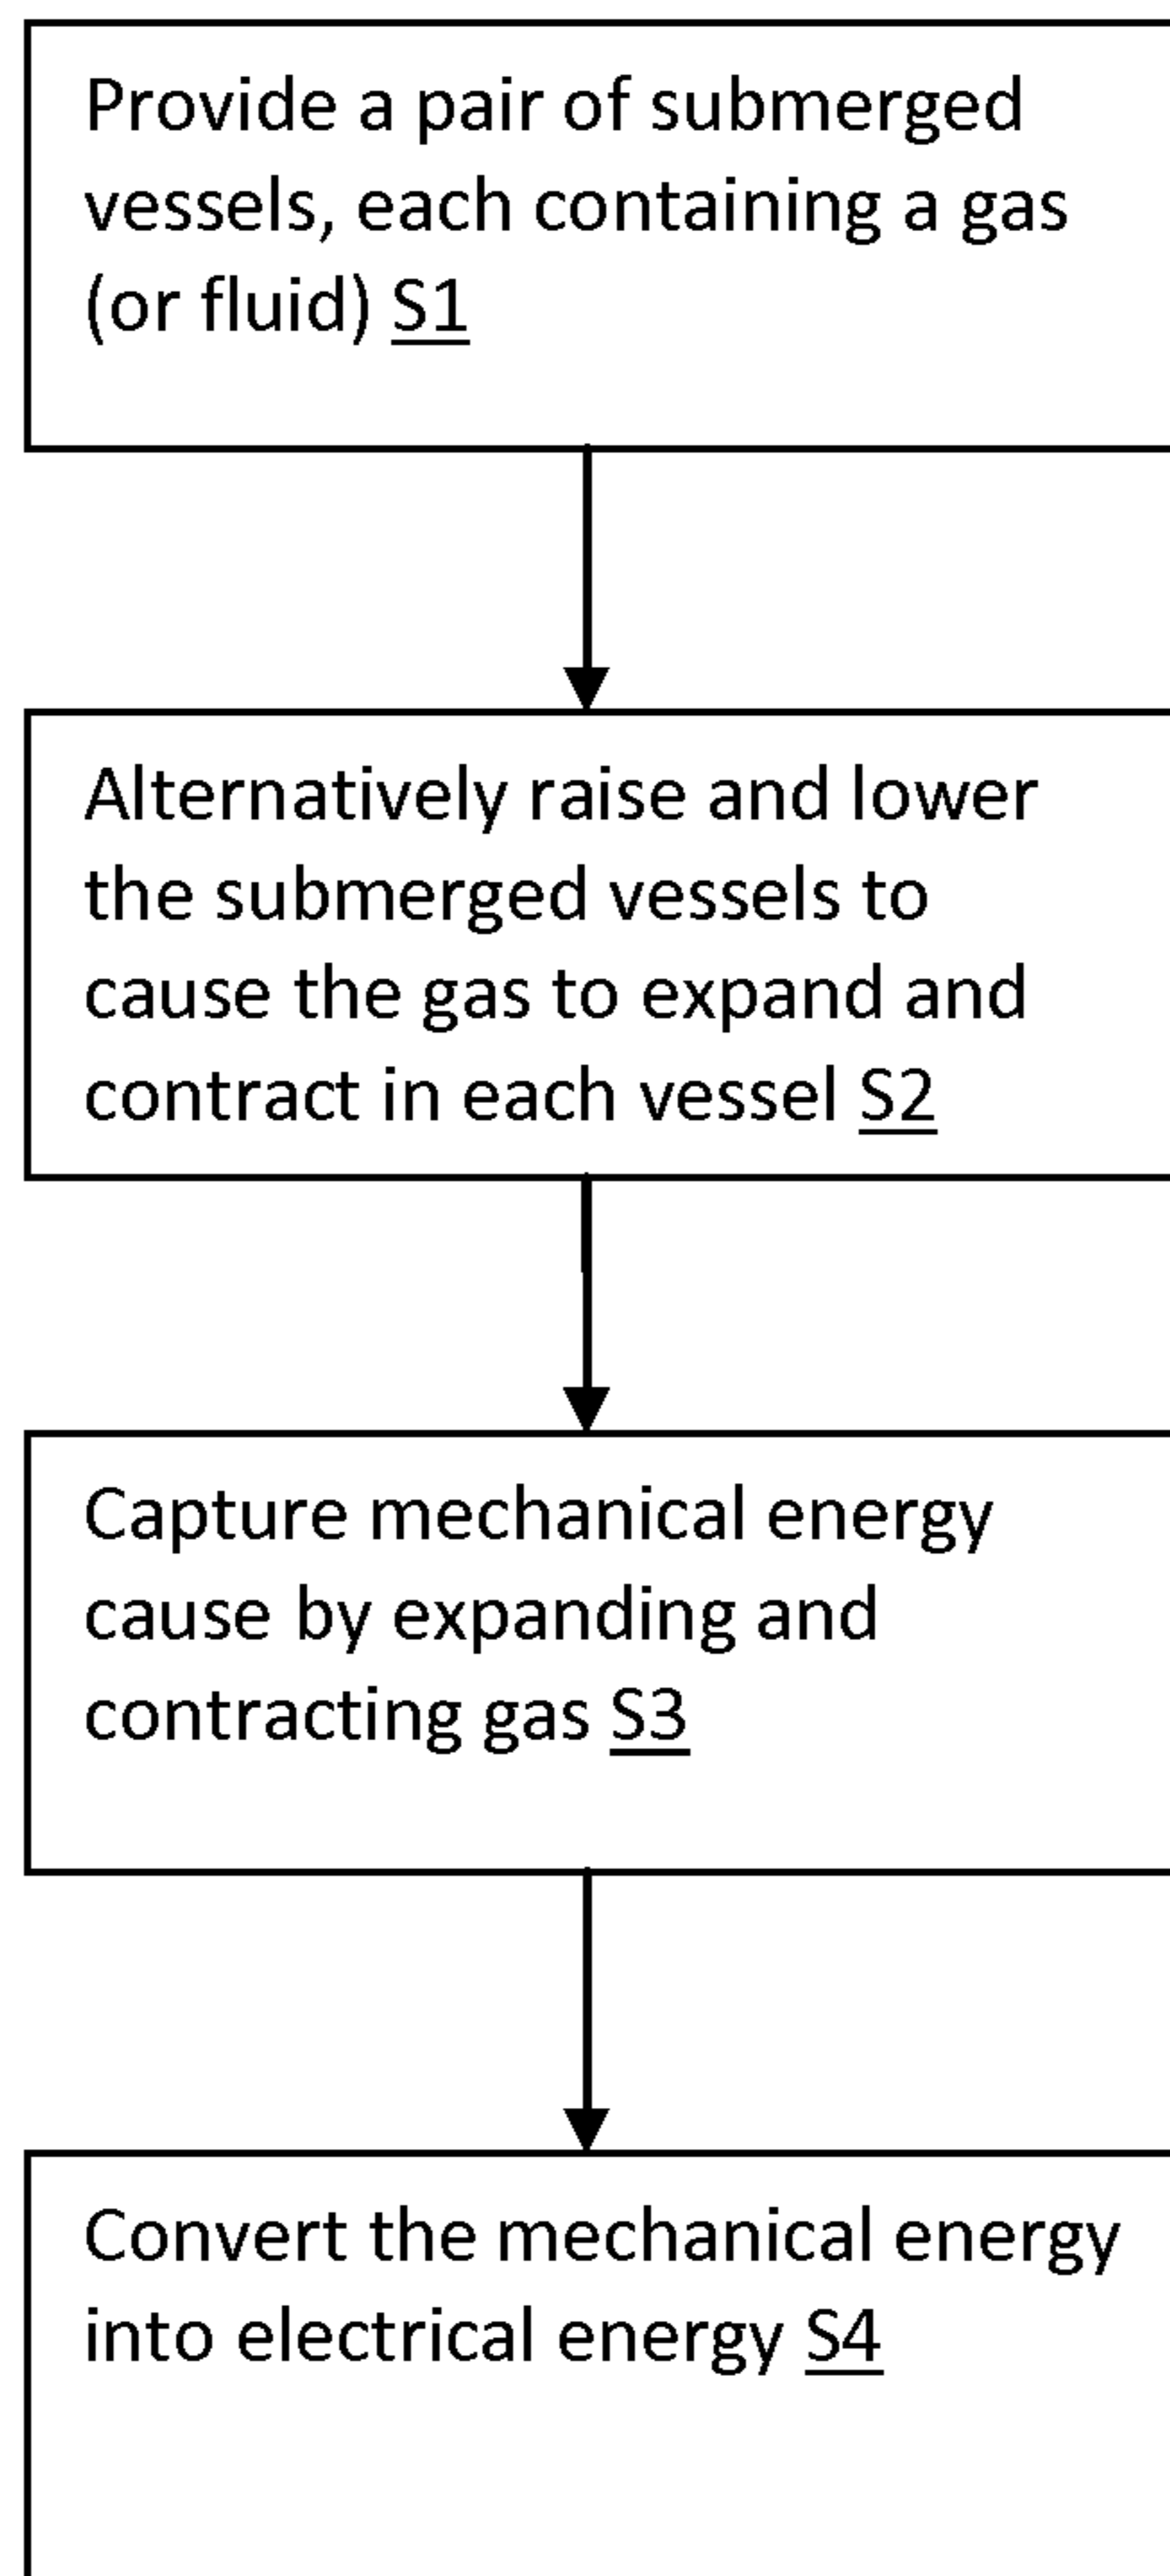 Provide a pair of submerged
vessels, each containing a gas
(or fluid) S1
Alternatively raise and lower
the submerged vessels to
cause the gas to expand and
contract in each vessel S2
Capture mechanical energy
cause by expanding and
contracting gas S3
Convert the mechanical energy
into electrical energy S4